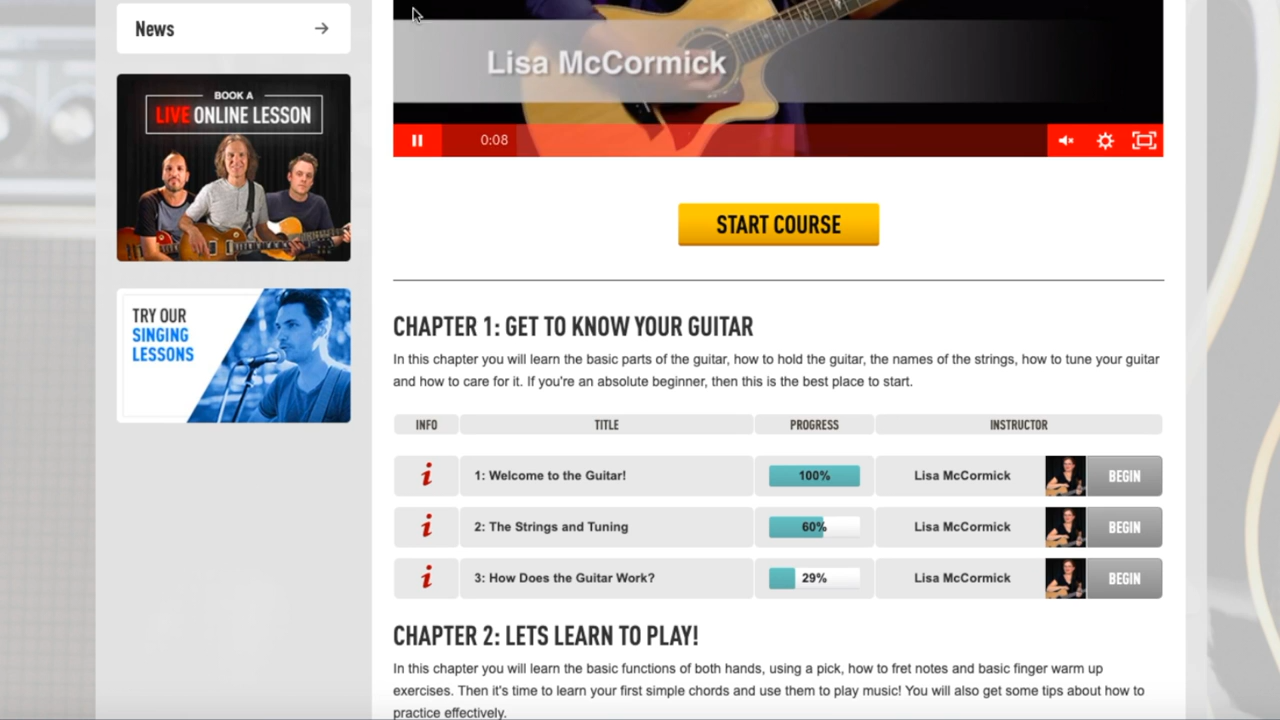 News
BOOK A
LIVE ONLINE LESSON
TRY OUR
SINGING
LESSONS
Lisa McCormick
0:08
START COURSE
CHAPTER 1: GET TO KNOW YOUR GUITAR
In this chapter you will learn the basic parts of the guitar, how to hold the guitar, the names of the strings, how to tune your guitar
and how to care for it. If you're an absolute beginner, then this is the best place to start.
INFO TITLE PROGRESS INSTRUCTOR
i 1: Welcome to the Guitar! 100% Lisa McCormick BEGIN
i 2: The Strings and Tuning 60% Lisa McCormick BEGIN
i 3: How Does the Guitar Work? 29% Lisa McCormick BEGIN
CHAPTER 2: LETS LEARN TO PLAY!
In this chapter you will learn the basic functions of both hands, using a pick, how to fret notes and basic finger warm up
exercises. Then it's time to learn your first simple chords and use them to play music! You will also get some tips about how to
practice effectively.